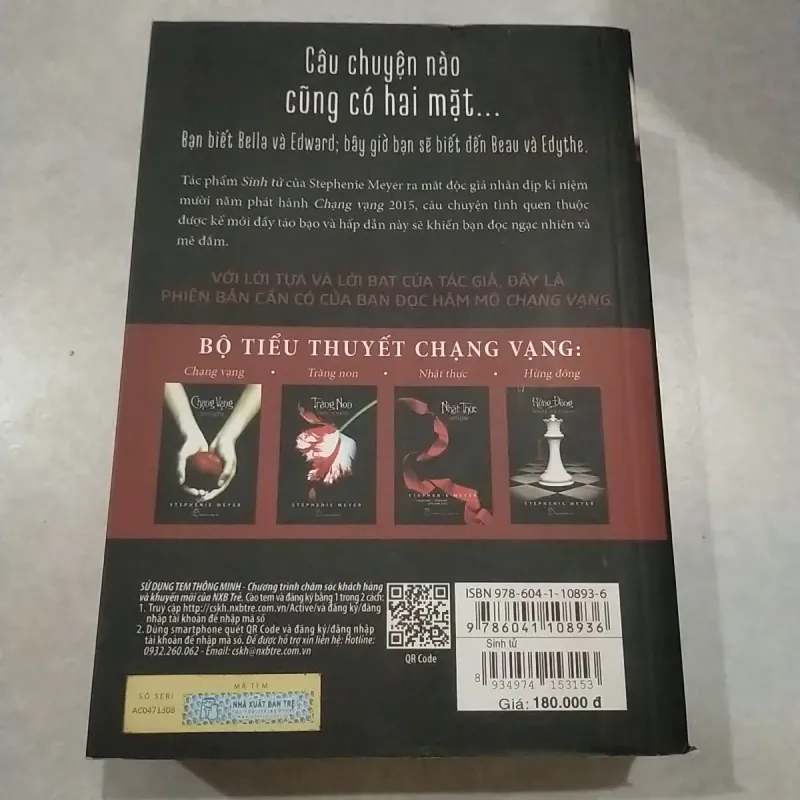 Câu chuyện nào
cũng có hai mặt...
Bạn biết Bella và Edward; bây giờ bạn sẽ biết đến Beau và Edythe.
Tác phẩm Sinh tử của Stephenie Meyer ra mắt độc giả nhân dịp kỉ niệm
mười năm phát hành Chạng vạng 2015, câu chuyện tình quen thuộc
được kể mới đầy táo bạo và hấp dẫn này sẽ khiến bạn đọc ngạc nhiên và
mê đắm.
VỚI LỜI TỰA VÀ LỜI BẠT CỦA TÁC GIẢ, ĐÂY LÀ
PHIÊN BẢN CẦN CÓ CỦA BẠN ĐỌC HÂM MỘ CHẠNG VẠNG.
BỘ TIỂU THUYẾT CHẠNG VẠNG:
Chạng vạng • Trăng non • Nhật thực • Hừng đông
Chạng Vạng
Trăng Non
Nhật Thực
Hừng Đông
STEPHENIE MEYER
STEPHENIE MEYER
STEPHENIE MEYER
STEPHENIE MEYER
SỬ DỤNG TEM THÔNG MINH - Chương trình chăm sóc khách hàng
và khuyến mãi của NXB Trẻ. Cào tem và đăng ký bằng 1 trong 2 cách:
1. Truy cập http://cskh.nxbtre.com.vn/Active/và đăng ký/đăng
nhập tài khoản để nhập mã số
2. Dùng smartphone quét QR Code và đăng ký/đăng nhập
tài khoản để nhập mã số. Để được hỗ trợ xin liên hệ: Hotline:
0932.260.062 - Email: cskh@nxbtre.com.vn
QR Code
SỐ SERI
AC0471308
MÃ TEM
NHÀ XUẤT BẢN TRẺ
ISBN 978-604-1-10893-6
9 786041 108936
Sinh tử
8 934974 153153
Giá: 180.000 đ